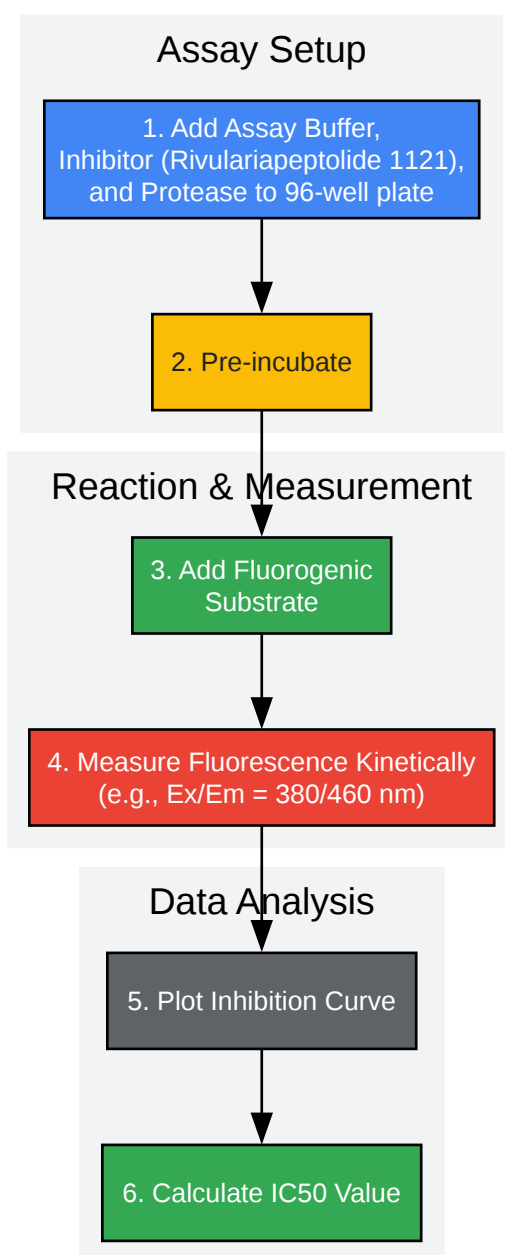 Assay Setup
1. Add Assay Buffer,
Inhibitor (Rivulariapeptolide 1121),
and Protease to 96-well plate
2. Pre-incubate
Reaction & Measurement
3. Add Fluorogenic
Substrate
4. Measure Fluorescence Kinetically
(e.g., Ex/Em = 380/460 nm)
Data Analysis
5. Plot Inhibition Curve
6. Calculate IC50 Value